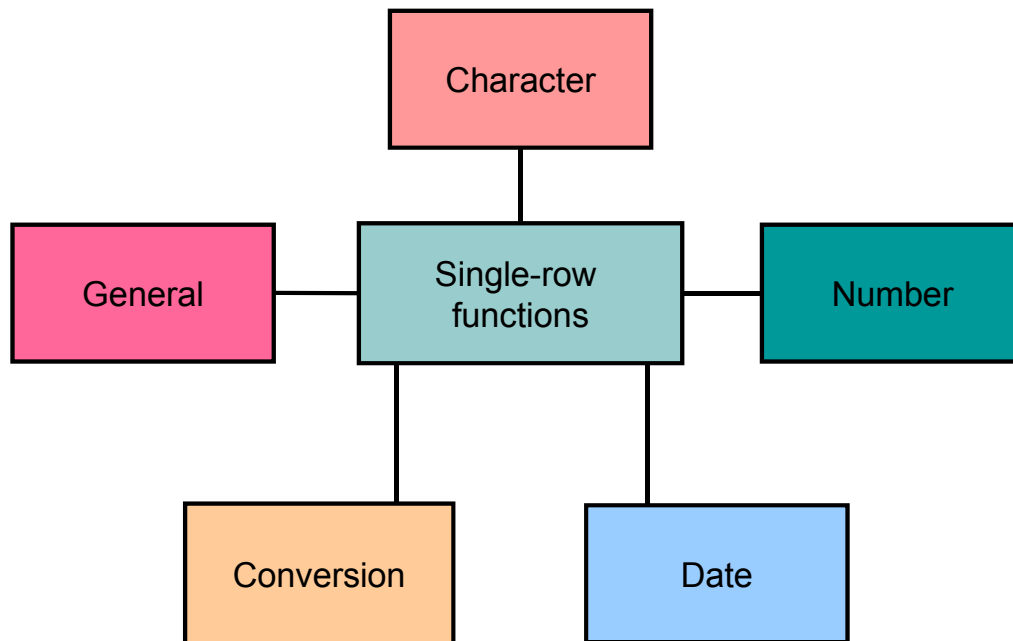 Character
General
Single-row
functions
Number
Conversion
Date